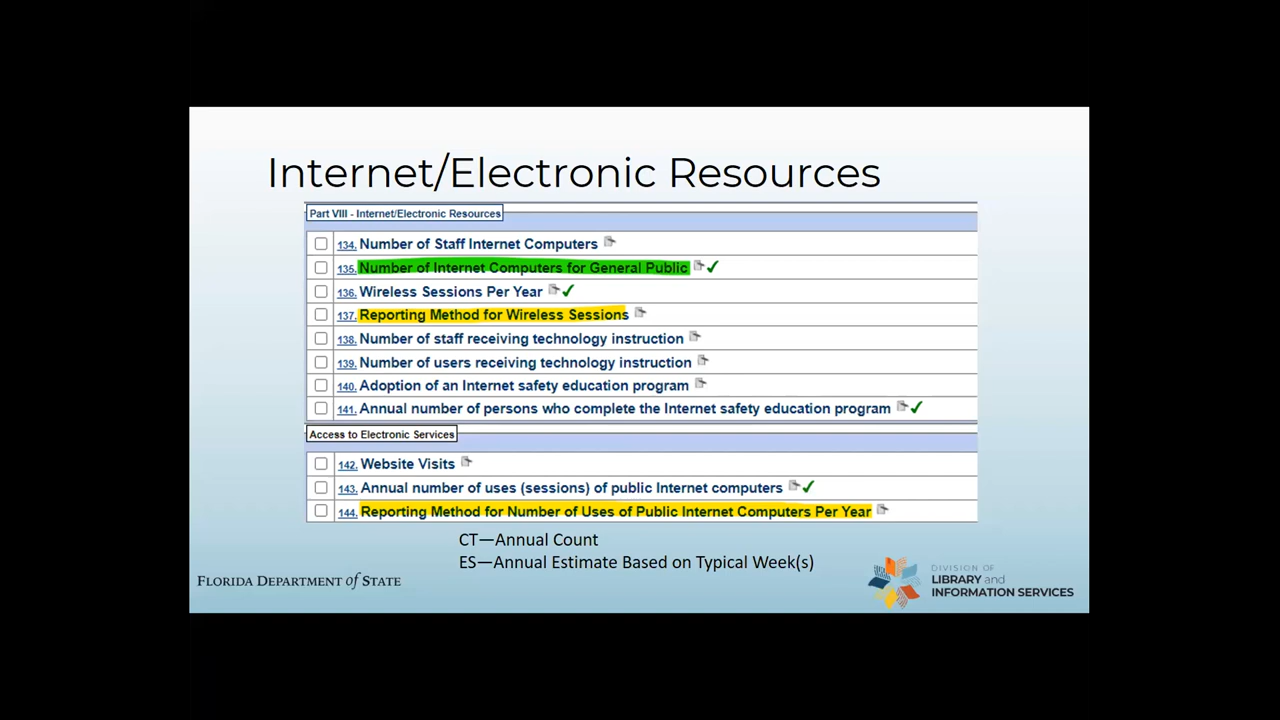 Internet/Electronic Resources
Part VIII - Internet/Electronic Resources
134. Number of Staff Internet Computers
135. Number of Internet Computers for General Public
136. Wireless Sessions Per Year
137. Reporting Method for Wireless Sessions
138. Number of staff receiving technology instruction
139. Number of users receiving technology instruction
140. Adoption of an Internet safety education program
141. Annual number of persons who complete the Internet safety education program
Access to Electronic Services
142. Website Visits
143. Annual number of uses (sessions) of public Internet computers
144. Reporting Method for Number of Uses of Public Internet Computers Per Year
CT—Annual Count
ES—Annual Estimate Based on Typical Week(s)
FLORIDA DEPARTMENT of STATE
DIVISION OF
LIBRARY and
INFORMATION SERVICES